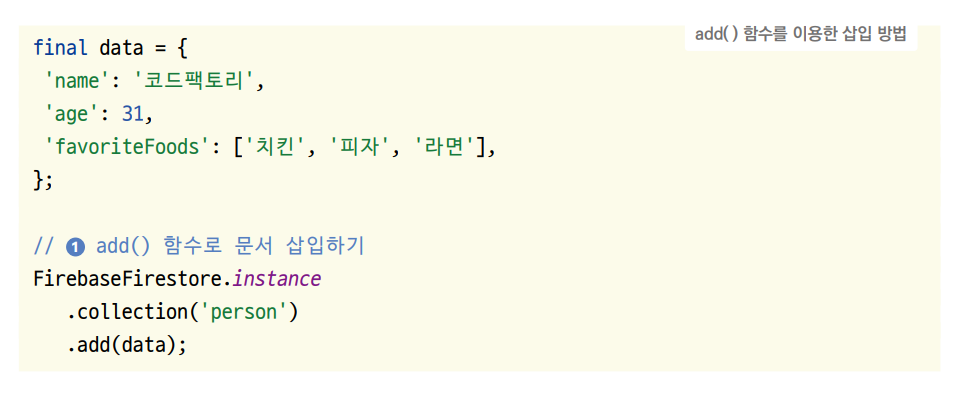 add() 함수를 이용한 삽입 방법
final data = {
 'name': '코드팩토리',
 'age': 31,
 'favoriteFoods': ['치킨', '피자', '라면'],
};
// ❶ add() 함수로 문서 삽입하기
FirebaseFirestore.instance
   .collection('person')
   .add(data);